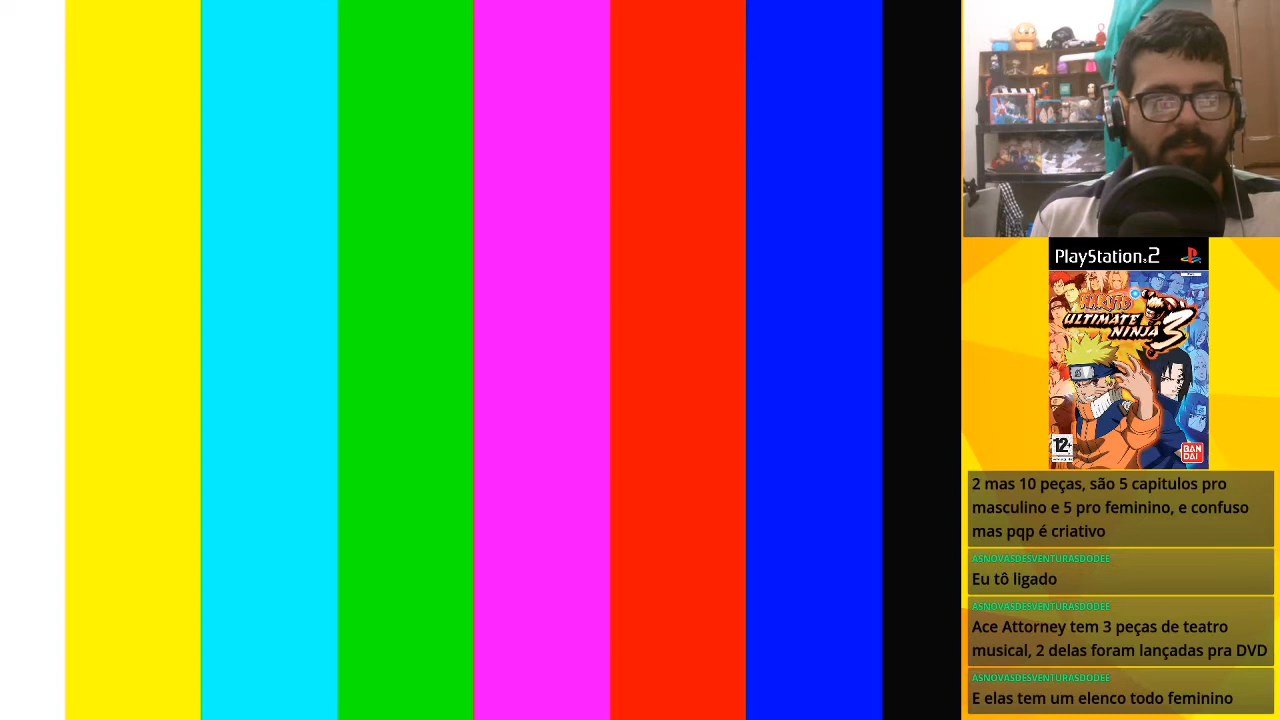 PlayStation.2
NARUTO
ULTIMATE
NINJA 3
12+
BAN
DAI
2 mas 10 peças, são 5 capitulos pro
masculino e 5 pro feminino, e confuso
mas pqp é criativo
ASNOVASDESVENTURASDODEE
Eu tô ligado
ASNOVASDESVENTURASDODEE
Ace Attorney tem 3 peças de teatro
musical, 2 delas foram lançadas pra DVD
ASNOVASDESVENTURASDODEE
E elas tem um elenco todo feminino